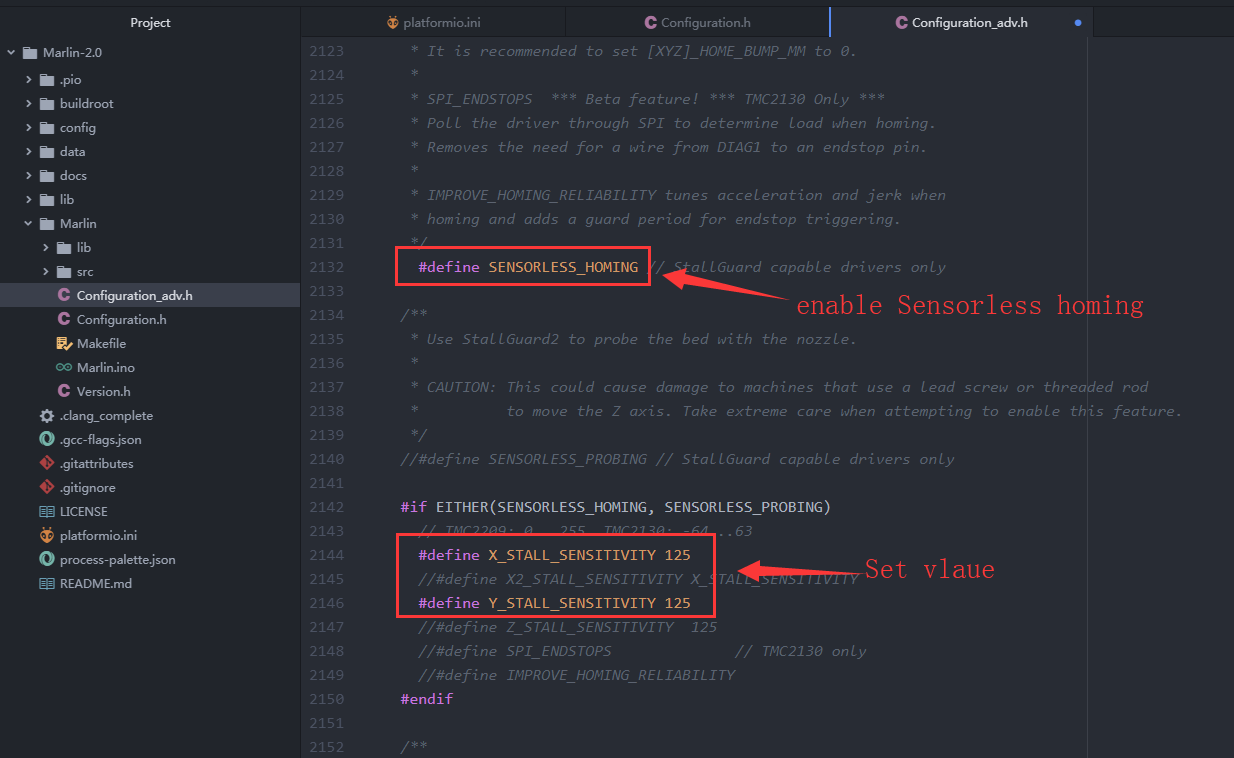 Project
platformio.ini
Configuration.h
Configuration_adv.h
Marlin-2.0
.pio
buildroot
config
data
docs
lib
Marlin
lib
src
Configuration_adv.h
Configuration.h
Makefile
Marlin.ino
Version.h
.clang_complete
.gcc-flags.json
.gitattributes
.gitignore
LICENSE
platformio.ini
process-palette.json
README.md
2123 * It is recommended to set [XYZ]_HOME_BUMP_MM to 0.
2124 *
2125 * SPI_ENDSTOPS *** Beta feature! *** TMC2130 Only ***
2126 * Poll the driver through SPI to determine load when homing.
2127 * Removes the need for a wire from DIAG1 to an endstop pin.
2128 *
2129 * IMPROVE_HOMING_RELIABILITY tunes acceleration and jerk when
2130 * homing and adds a guard period for endstop triggering.
2131 */
2132 #define SENSORLESS_HOMING // StallGuard capable drivers only
2133
enable Sensorless homing
2134 /**
2135 * Use StallGuard2 to probe the bed with the nozzle.
2136 *
2137 * CAUTION: This could cause damage to machines that use a lead screw or threaded rod
2138 * to move the Z axis. Take extreme care when attempting to enable this feature.
2139 */
2140 //#define SENSORLESS_PROBING // StallGuard capable drivers only
2141
2142 #if EITHER(SENSORLESS_HOMING, SENSORLESS_PROBING)
2143 // TMC2209: 0...255. TMC2130: -64...63
2144 #define X_STALL_SENSITIVITY 125
2145 //#define X2_STALL_SENSITIVITY X_STALL_SENSITIVITY
Set vlaue
2146 #define Y_STALL_SENSITIVITY 125
2147 //#define Z_STALL_SENSITIVITY 125
2148 //#define SPI_ENDSTOPS // TMC2130 only
2149 //#define IMPROVE_HOMING_RELIABILITY
2150 #endif
2151
2152 /**